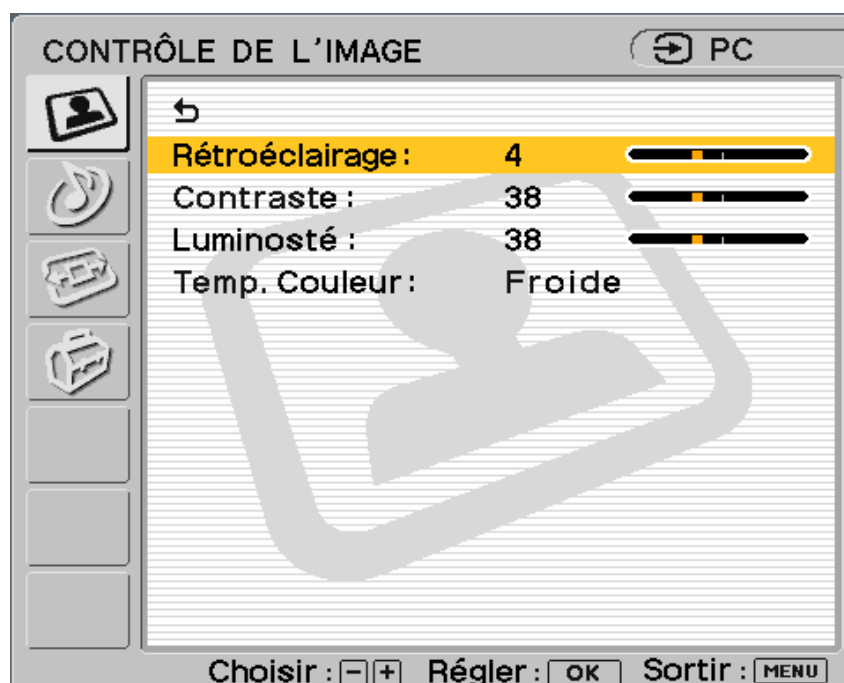 CONTRÔLE DE L'IMAGE PC
Rétroéclairage: 4
Contraste: 38
Luminosté: 38
Temp. Couleur: Froide
Choisir: - + Régler: OK Sortir: MENU